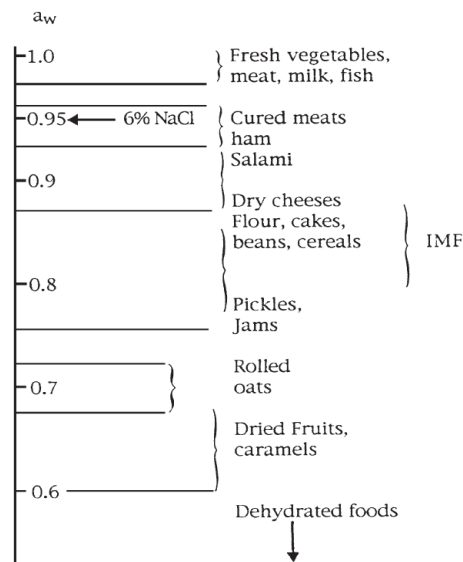 aw
1.0
Fresh vegetables,
meat, milk, fish
0.95
6% NaCl
Cured meats
ham
Salami
0.9
Dry cheeses
Flour, cakes,
beans, cereals
IMF
0.8
Pickles,
Jams
Rolled
oats
0.7
Dried Fruits,
caramels
0.6
Dehydrated foods